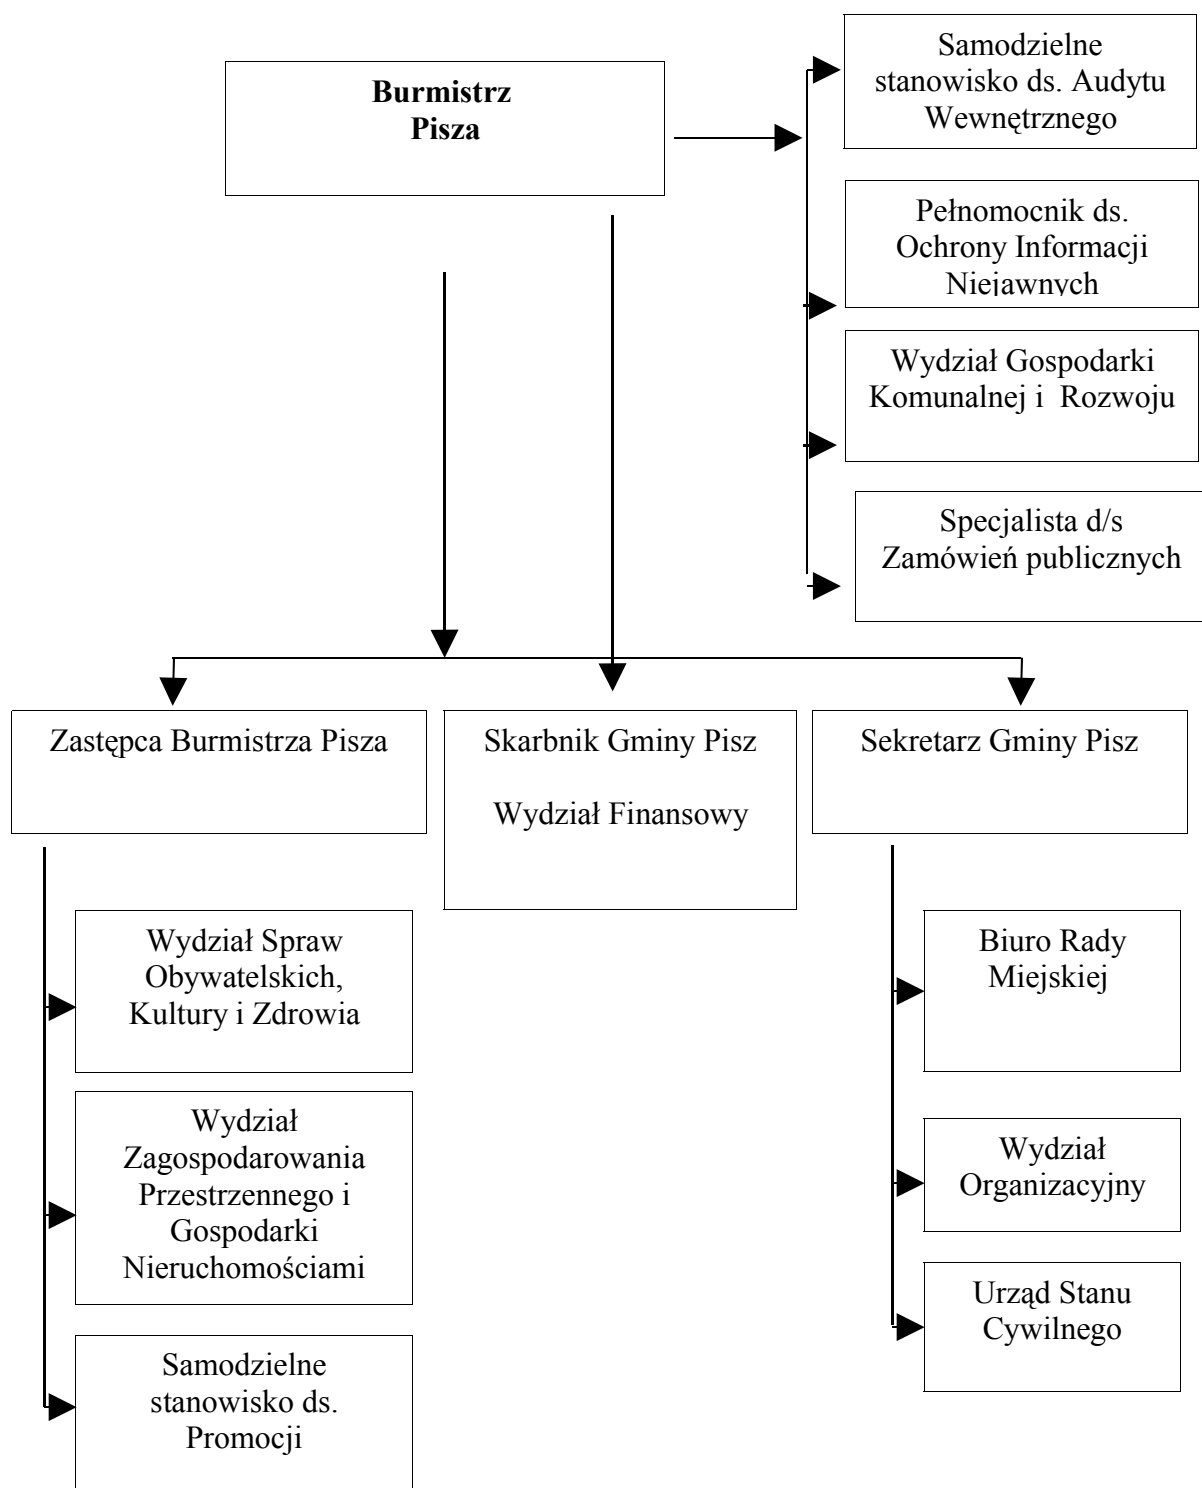 Burmistrz
Pisza
Samodzielne
stanowisko ds. Audytu
Wewnętrznego
Pełnomocnik ds.
Ochrony Informacji
Niejawnych
Wydział Gospodarki
Komunalnej i Rozwoju
Specjalista d/s
Zamówień publicznych
Zastępca Burmistrza Pisza
Skarbnik Gminy Pisz
Wydział Finansowy
Sekretarz Gminy Pisz
Wydział Spraw
Obywatelskich,
Kultury i Zdrowia
Wydział
Zagospodarowania
Przestrzennego i
Gospodarki
Nieruchomościami
Samodzielne
stanowisko ds.
Promocji
Biuro Rady
Miejskiej
Wydział
Organizacyjny
Urząd Stanu
Cywilnego